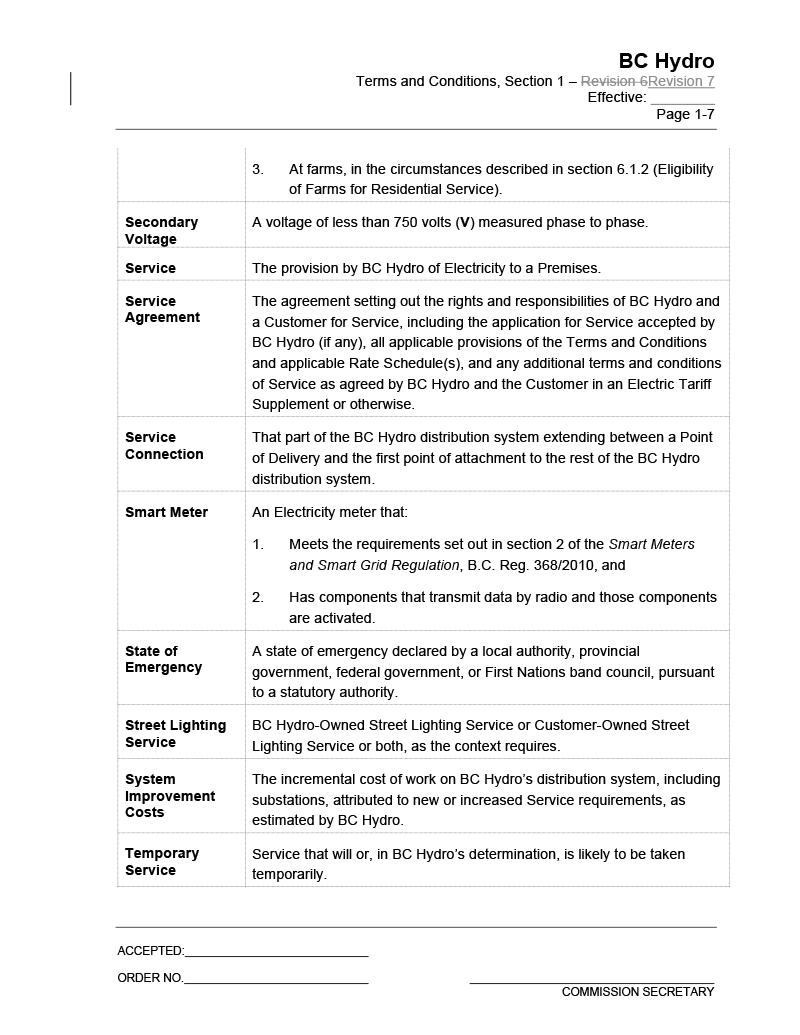 BC Hydro
Terms and Conditions, Section 1 – Revision 6Revision 7
Effective: ________
Page 1-7
3. At farms, in the circumstances described in section 6.1.2 (Eligibility
of Farms for Residential Service).
Secondary
Voltage
A voltage of less than 750 volts (V) measured phase to phase.
Service
The provision by BC Hydro of Electricity to a Premises.
Service
Agreement
The agreement setting out the rights and responsibilities of BC Hydro and
a Customer for Service, including the application for Service accepted by
BC Hydro (if any), all applicable provisions of the Terms and Conditions
and applicable Rate Schedule(s), and any additional terms and conditions
of Service as agreed by BC Hydro and the Customer in an Electric Tariff
Supplement or otherwise.
Service
Connection
That part of the BC Hydro distribution system extending between a Point
of Delivery and the first point of attachment to the rest of the BC Hydro
distribution system.
Smart Meter
An Electricity meter that:
1. Meets the requirements set out in section 2 of the Smart Meters
and Smart Grid Regulation, B.C. Reg. 368/2010, and
2. Has components that transmit data by radio and those components
are activated.
State of
Emergency
A state of emergency declared by a local authority, provincial
government, federal government, or First Nations band council, pursuant
to a statutory authority.
Street Lighting
Service
BC Hydro-Owned Street Lighting Service or Customer-Owned Street
Lighting Service or both, as the context requires.
System
Improvement
Costs
The incremental cost of work on BC Hydro's distribution system, including
substations, attributed to new or increased Service requirements, as
estimated by BC Hydro.
Temporary
Service
Service that will or, in BC Hydro's determination, is likely to be taken
temporarily.
ACCEPTED:___________________________
ORDER NO.___________________________
COMMISSION SECRETARY